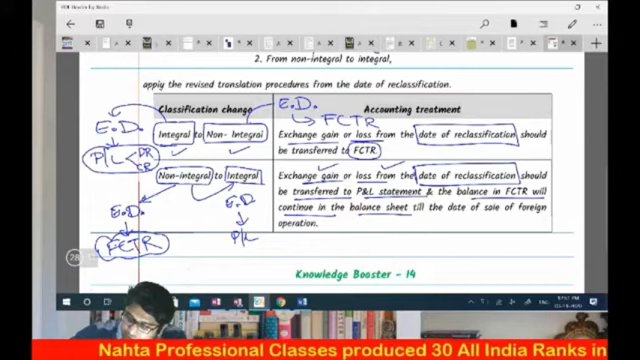 2. From non-integral to integral,
apply the revised translation procedures from the date of reclassification.
Classification change
Accounting treatment
E.D.
FCTR
Integral to Non- Integral
Exchange gain or loss from the date of reclassification should
be transferred to FCTR
E.D.
P/L DR
CR
Non-integral to Integral
Exchange gain or loss from the date of reclassification should
be transferred to P&L statement & the balance in FCTR will
continue in the balance sheet till the date of sale of foreign
operation.
E.D.
FCTR
E.D
P/L
Knowledge Booster - 14
Nahta Professional Classes produced 30 All India Ranks in